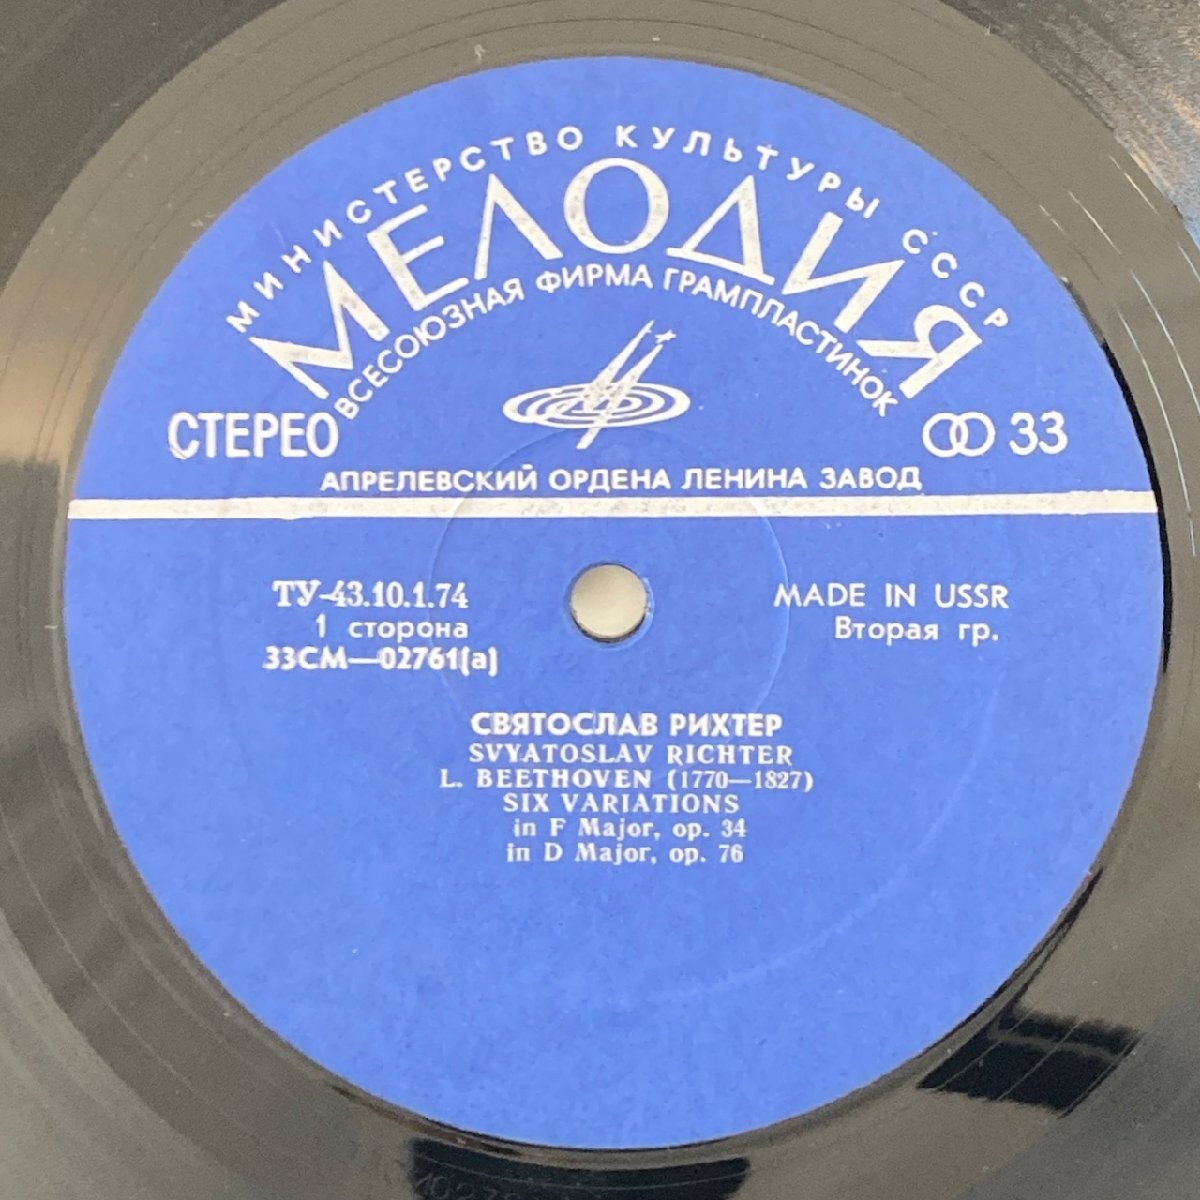 МИНИСТЕРСТВО КУЛЬТУРЫ СССР
МЕЛОДИЯ
ВСЕСОЮЗНАЯ ФИРМА ГРАМПЛАСТИНОК
СТЕРЕО
33
АПРЕЛЕВСКИЙ ОРДЕНА ЛЕНИНА ЗАВОД
ТУ-43.10.1.74
1 сторона
33СМ—02761(а)
MADE IN USSR
Вторая гр.
СВЯТОСЛАВ РИХТЕР
SVYATOSLAV RICHTER
L. BEETHOVEN (1770—1827)
SIX VARIATIONS
in F Major, op. 34
in D Major, op. 76